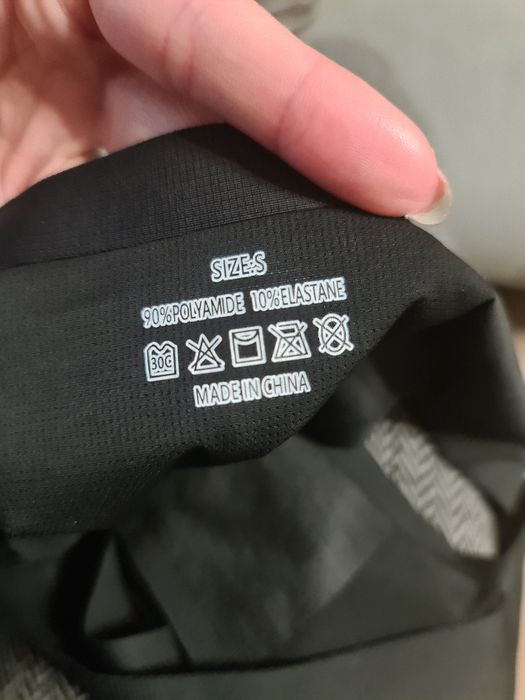 SIZE:S
90%POLYAMIDE 10%ELASTANE
30C
MADE IN CHINA